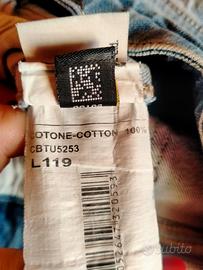 COTONE-COTTON 100%
CBTU5253
L119
subito